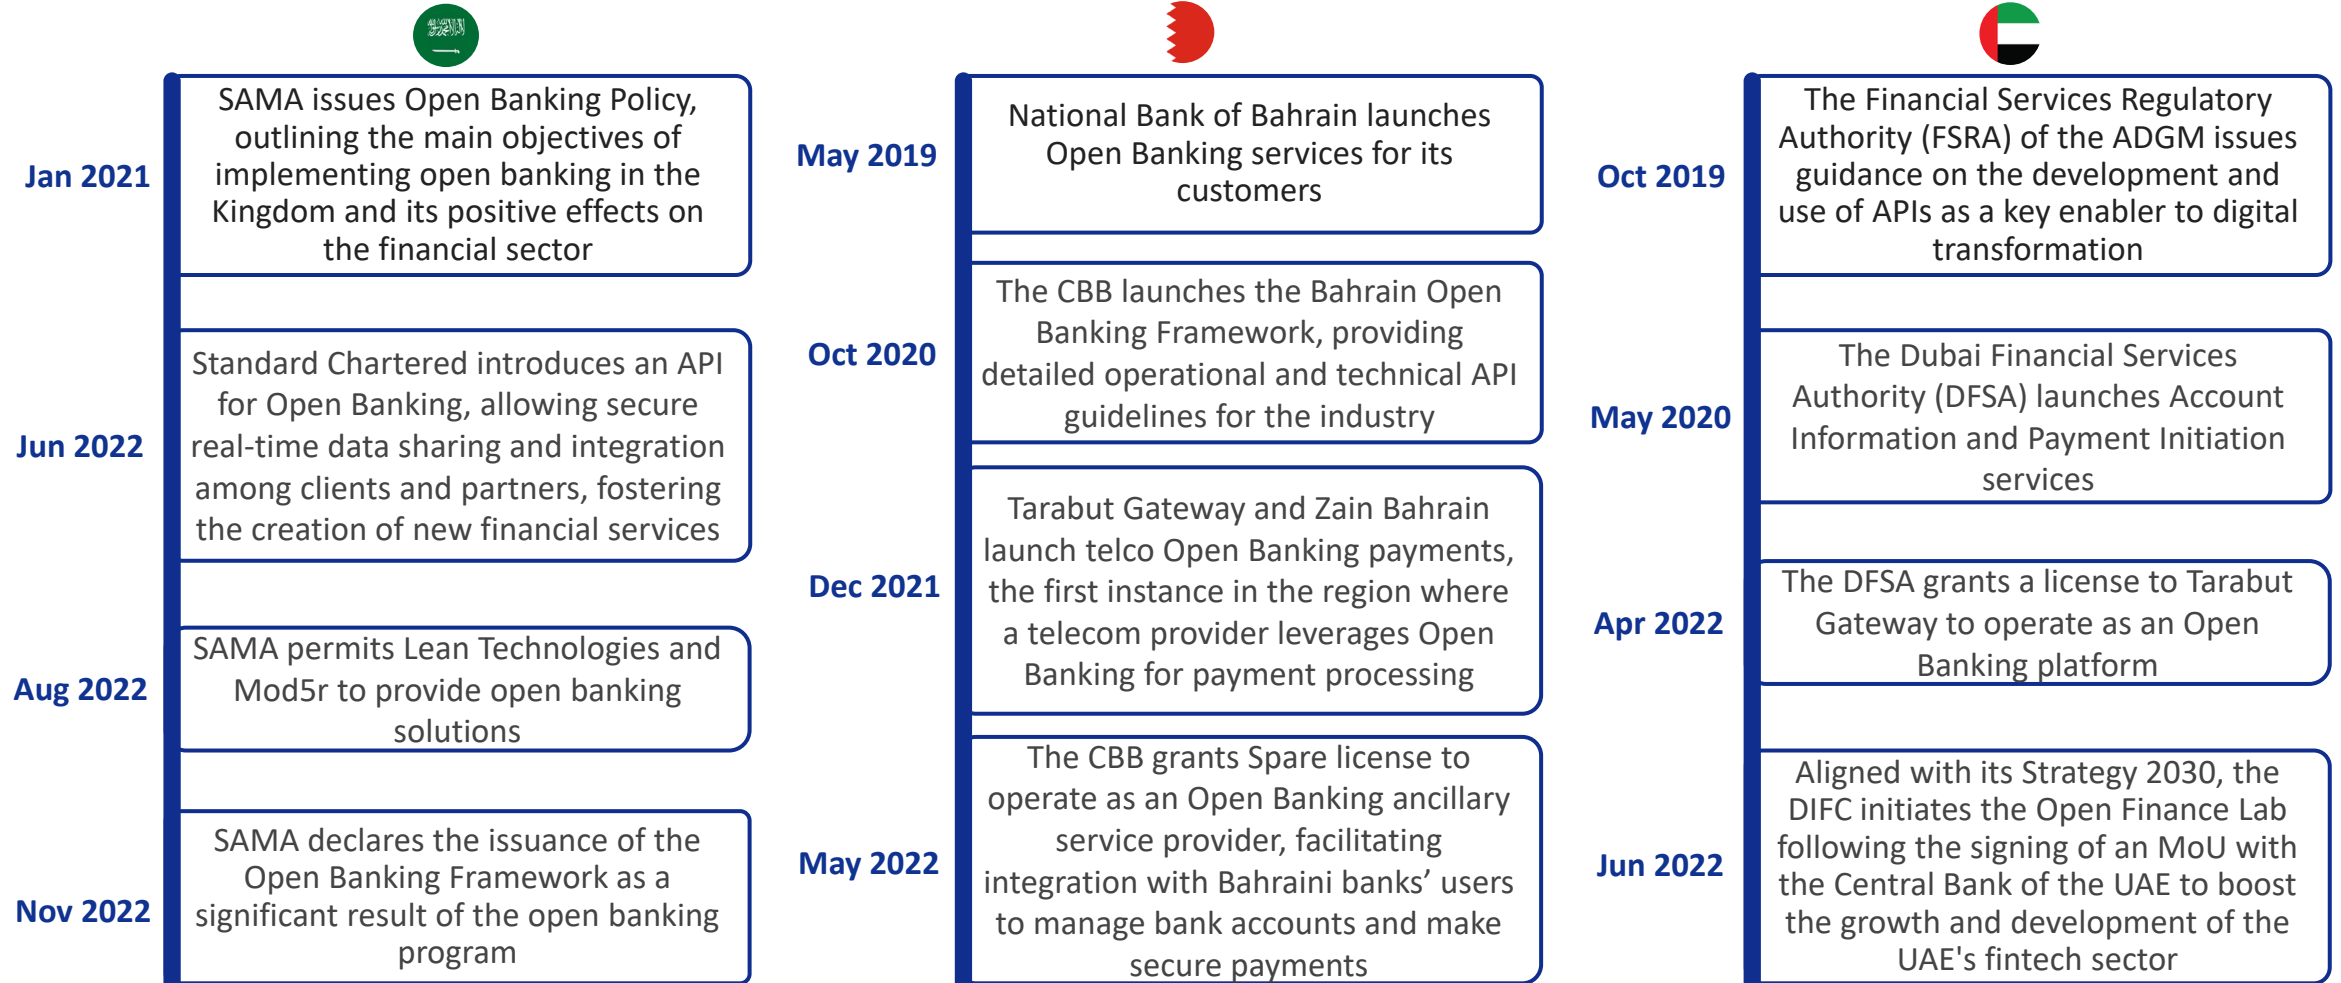 Jan 2021
SAMA issues Open Banking Policy,
outlining the main objectives of
implementing open banking in the
Kingdom and its positive effects on
the financial sector
Jun 2022
Standard Chartered introduces an API
for Open Banking, allowing secure
real-time data sharing and integration
among clients and partners, fostering
the creation of new financial services
Aug 2022
SAMA permits Lean Technologies and
Mod5r to provide open banking
solutions
Nov 2022
SAMA declares the issuance of the
Open Banking Framework as a
significant result of the open banking
program
May 2019
National Bank of Bahrain launches
Open Banking services for its
customers
Oct 2020
The CBB launches the Bahrain Open
Banking Framework, providing
detailed operational and technical API
guidelines for the industry
Dec 2021
Tarabut Gateway and Zain Bahrain
launch telco Open Banking payments,
the first instance in the region where
a telecom provider leverages Open
Banking for payment processing
May 2022
The CBB grants Spare license to
operate as an Open Banking ancillary
service provider, facilitating
integration with Bahraini banks’ users
to manage bank accounts and make
secure payments
Oct 2019
The Financial Services Regulatory
Authority (FSRA) of the ADGM issues
guidance on the development and
use of APIs as a key enabler to digital
transformation
May 2020
The Dubai Financial Services
Authority (DFSA) launches Account
Information and Payment Initiation
services
Apr 2022
The DFSA grants a license to Tarabut
Gateway to operate as an Open
Banking platform
Jun 2022
Aligned with its Strategy 2030, the
DIFC initiates the Open Finance Lab
following the signing of an MoU with
the Central Bank of the UAE to boost
the growth and development of the
UAE's fintech sector